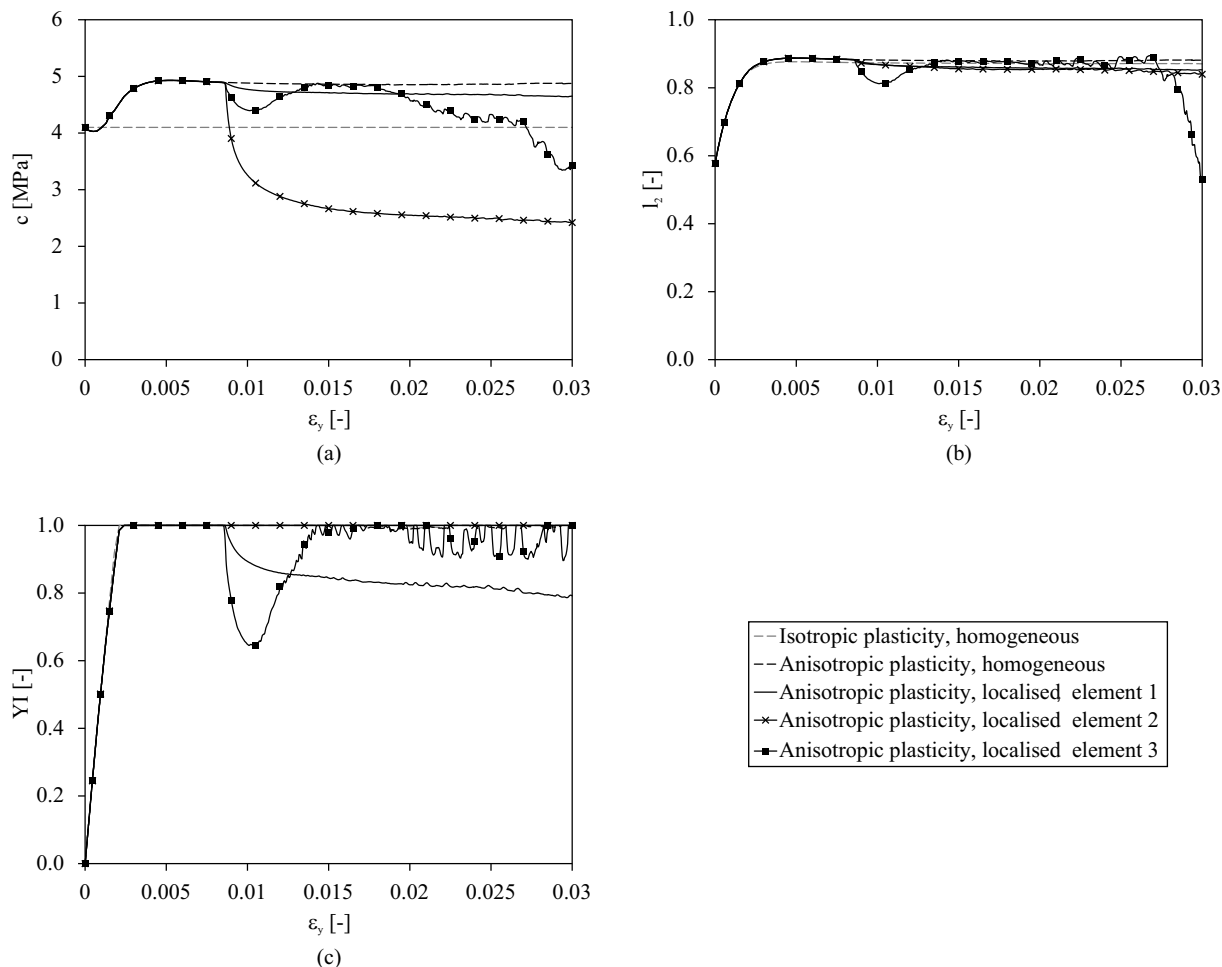 6
5
4
3
2
1
0
c [MPa]
0 0.005 0.01 0.015 0.02 0.025 0.03
εy [-]
(a)
1.0
0.8
0.6
0.4
0.2
0.0
l2 [-]
0 0.005 0.01 0.015 0.02 0.025 0.03
εy [-]
(b)
1.0
0.8
0.6
0.4
0.2
0.0
YI [-]
0 0.005 0.01 0.015 0.02 0.025 0.03
εy [-]
(c)
Isotropic plasticity, homogeneous
Anisotropic plasticity, homogeneous
Anisotropic plasticity, localised, element 1
Anisotropic plasticity, localised element 2
Anisotropic plasticity, localised element 3